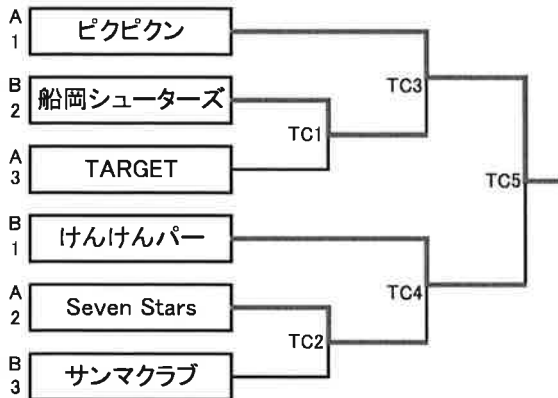 A
1
ピクピクン
B
2
船岡シューターズ
A
3
TARGET
B
1
けんけんパー
A
2
Seven Stars
B
3
サンマクラブ
TC1
TC2
TC3
TC4
TC5